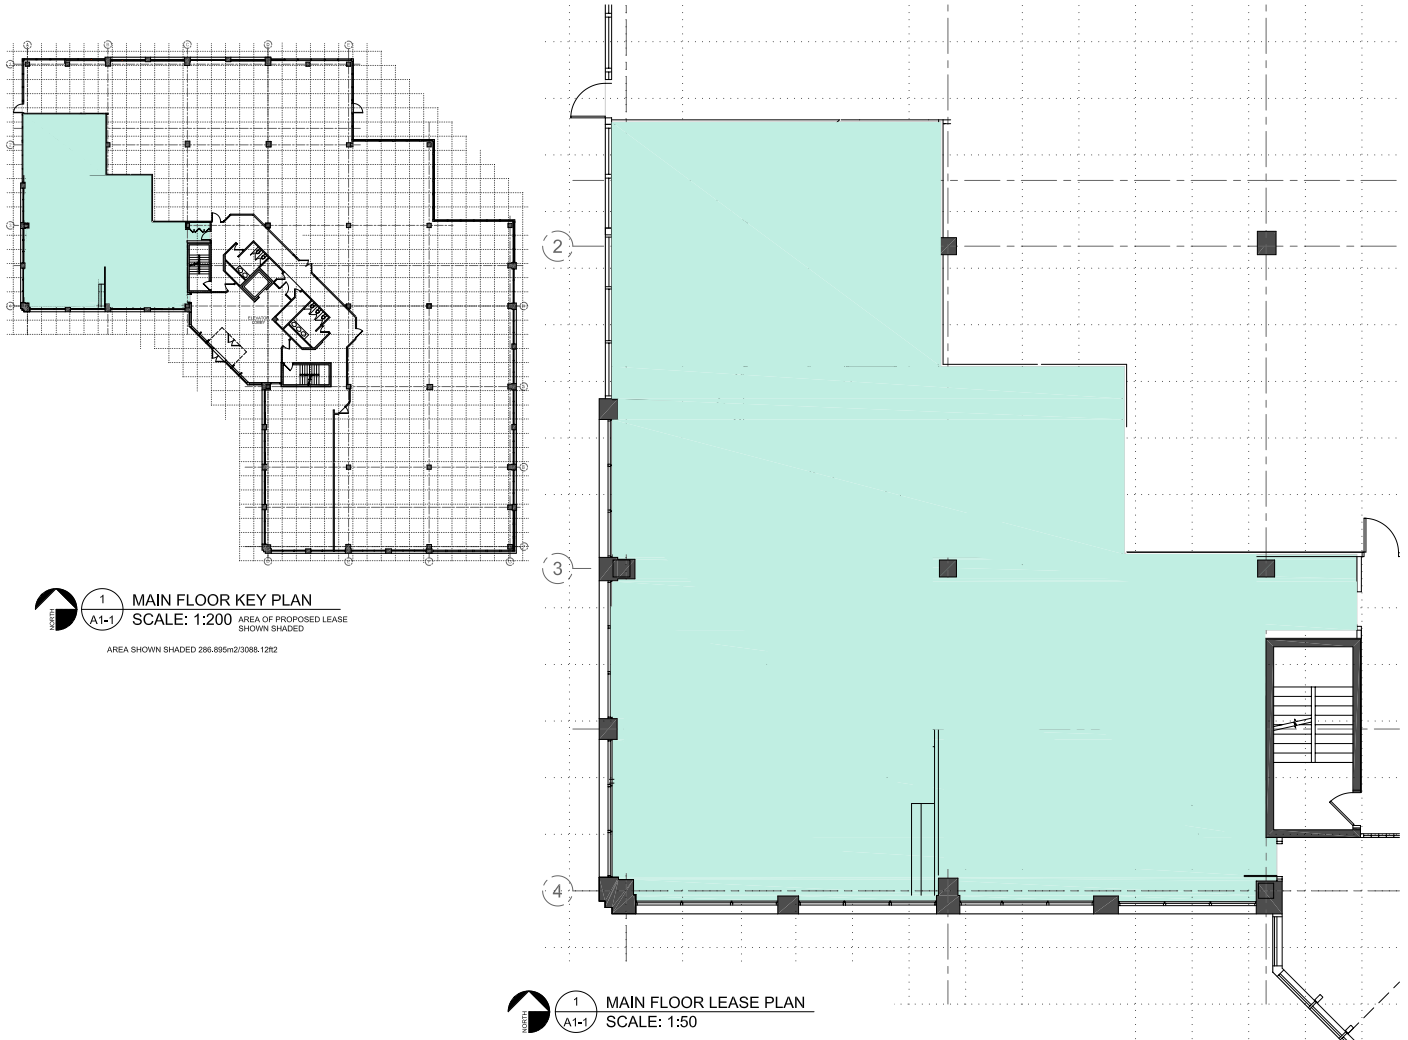 2
3
4
ELEVATOR
LOBBY
NORTH
1
A1-1
MAIN FLOOR KEY PLAN
SCALE: 1:200 AREA OF PROPOSED LEASE
SHOWN SHADED
AREA SHOWN SHADED 286.895m2/3088.12ft2
NORTH
1
A1-1
MAIN FLOOR LEASE PLAN
SCALE: 1:50